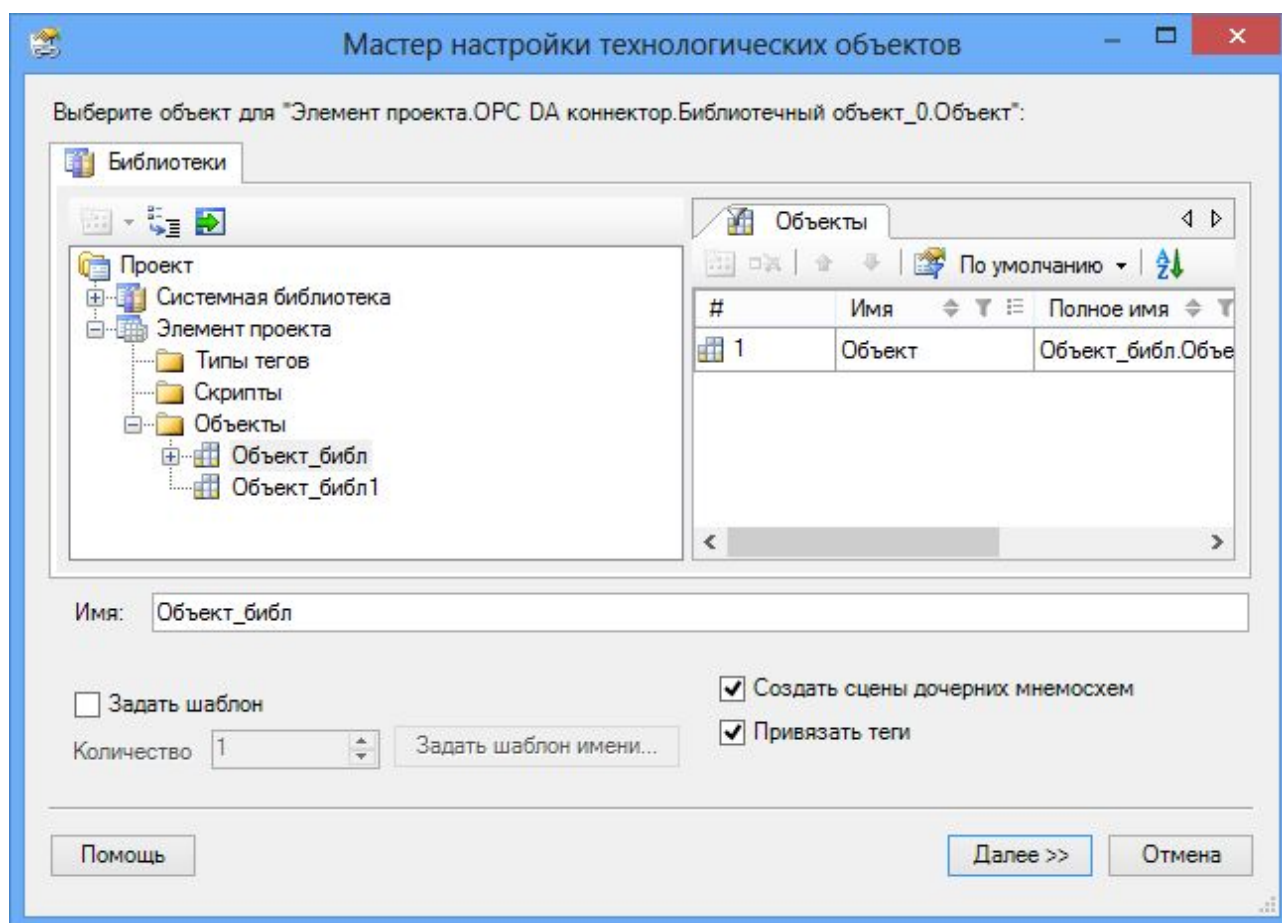 Мастер настройки технологических объектов
Выберите объект для "Элемент проекта.OPC DA коннектор.Библиотечный объект_0.Объект":
Библиотеки
Объекты
По умолчанию
Проект
Системная библиотека
Элемент проекта
Типы тегов
Скрипты
Объекты
Объект_библ
Объект_библ1
# Имя Полное имя
1 Объект Объект_библ.Объе
Имя: Объект_библ
Задать шаблон
Количество 1 Задать шаблон имени...
Создать сцены дочерних мнемосхем
Привязать теги
Помощь Далее >> Отмена